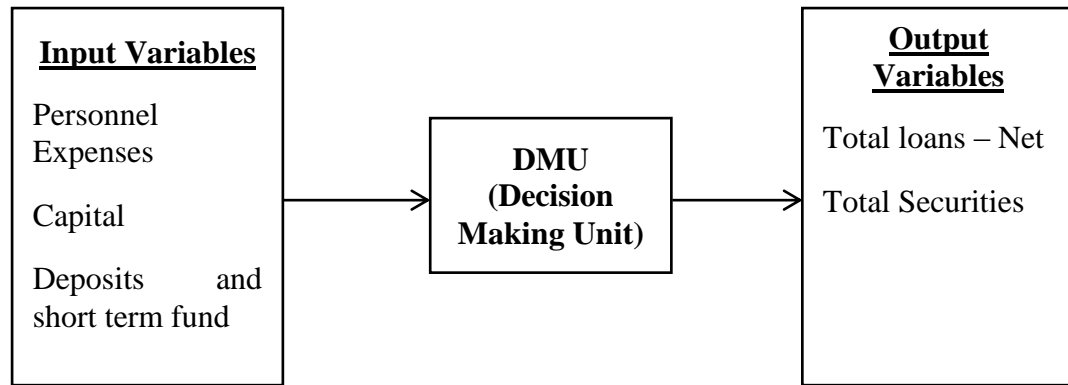 Input Variables
Personnel
Expenses
Capital
Deposits and
short term fund
DMU
(Decision
Making Unit)
Output
Variables
Total loans – Net
Total Securities